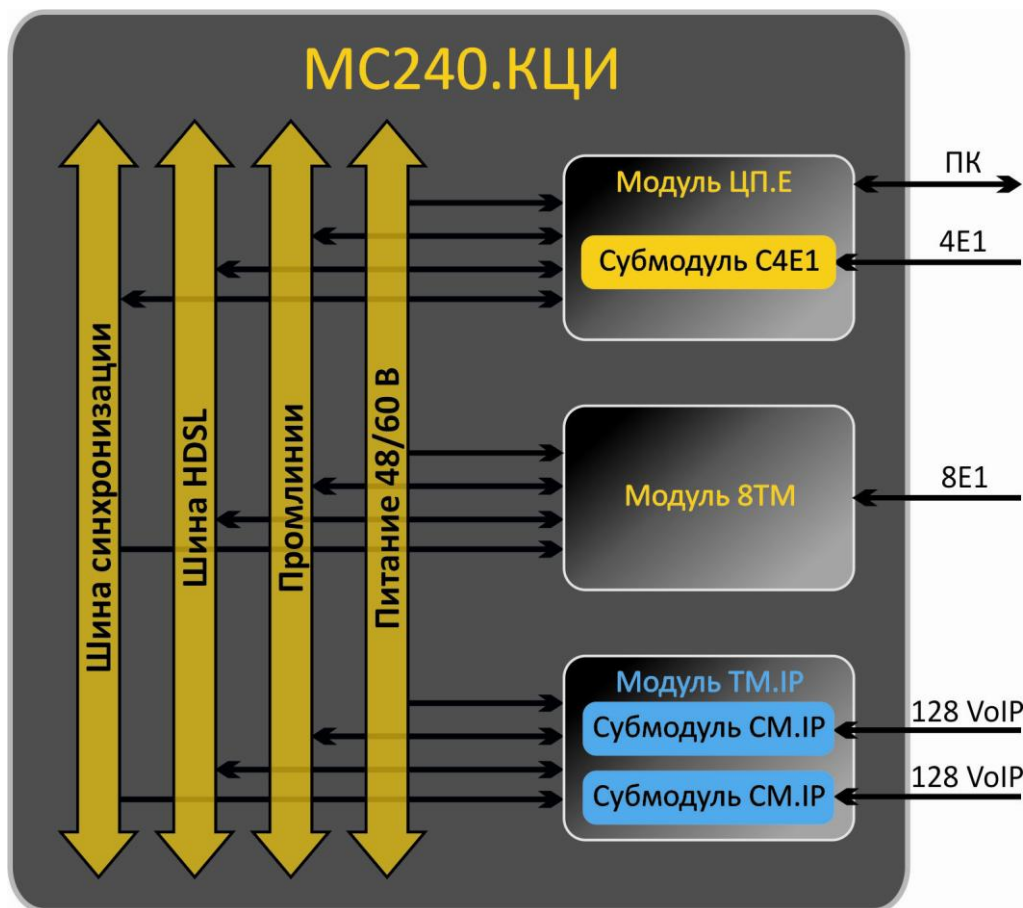 МС240.КЦИ
Шина синхронизации
Шина HDSL
Промлинии
Питание 48/60 В
Модуль ЦП.Е
Субмодуль С4Е1
ПК
4Е1
Модуль 8ТМ
8Е1
Модуль ТМ.IP
Субмодуль СМ.IP
128 VoIP
Субмодуль СМ.IP
128 VoIP